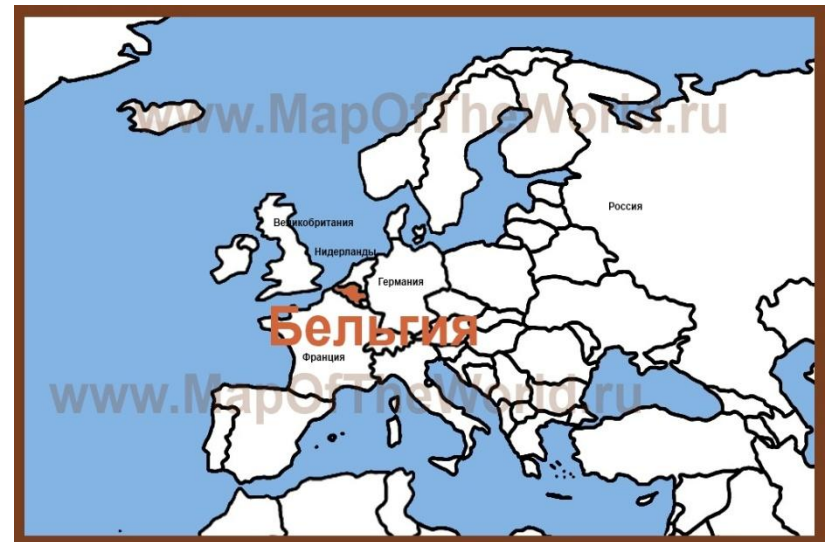 www.MapOfTheWorld.ru
Россия
Великобритания
Нидерланды
Германия
Бельгия
Франция
www.MapOfTheWorld.ru